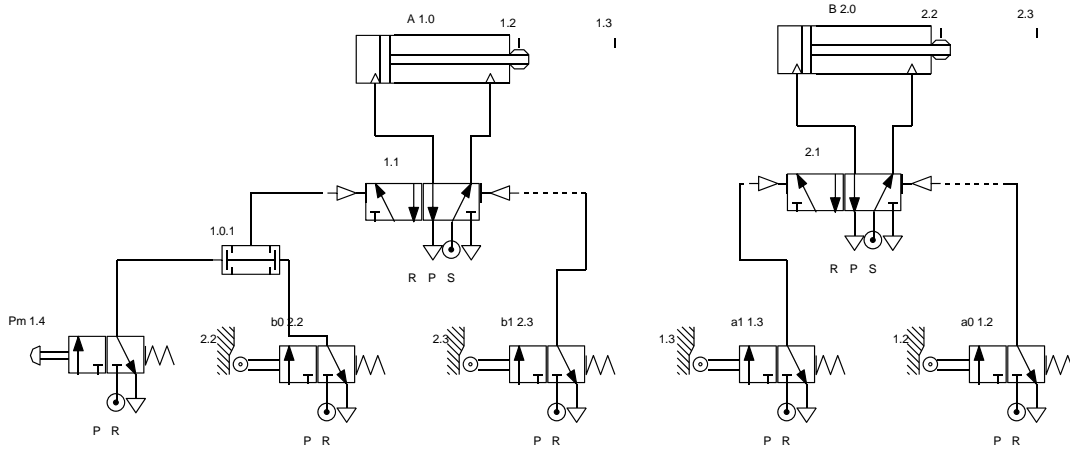 A 1.0
1.2
1.3
B 2.0
2.2
2.3
1.1
2.1
1.0.1
R P S
R P S
Pm 1.4
2.2
b0 2.2
2.3
b1 2.3
1.3
a1 1.3
1.2
a0 1.2
P R
P R
P R
P R
P R